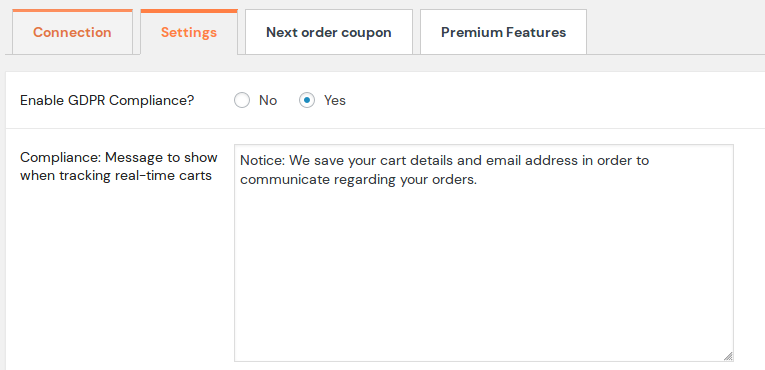 Connection Settings Next order coupon Premium Features
Enable GDPR Compliance? No Yes
Compliance: Message to show
when tracking real-time carts
Notice: We save your cart details and email address in order to
communicate regarding your orders.